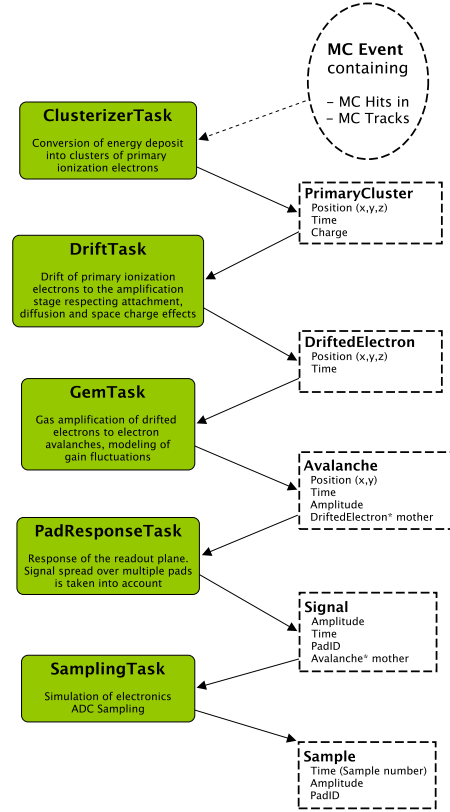 MC Event
containing
– MC Hits in
– MC Tracks
ClusterizerTask
Conversion of energy deposit
into clusters of primary
ionization electrons
PrimaryCluster
Position (x,y,z)
Time
Charge
DriftTask
Drift of primary ionization
electrons to the amplification
stage respecting attachment,
diffusion and space charge effects
DriftedElectron
Position (x,y,z)
Time
GemTask
Gas amplification of drifted
electrons to electron
avalanches, modeling of
gain fluctuations
Avalanche
Position (x,y)
Time
Amplitude
DriftedElectron* mother
PadResponseTask
Response of the readout plane.
Signal spread over multiple pads
is taken into account
Signal
Amplitude
Time
PadID
Avalanche* mother
SamplingTask
Simulation of electronics
ADC Sampling
Sample
Time (Sample number)
Amplitude
PadID